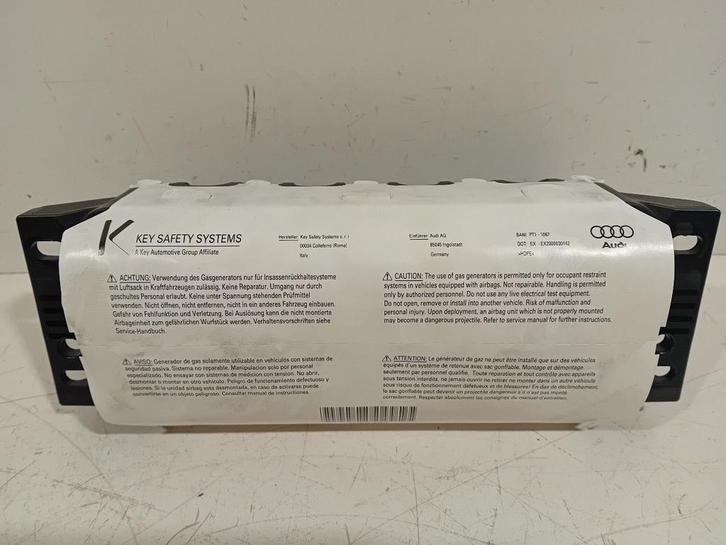 KEY SAFETY SYSTEMS
A Key Automotive Group Affiliate
Hersteller: Key Safety Systems s. r. l
00034 Colleferro (Roma)
Italy
Einführer: Audi AG
85045 Ingolstadt
Germany
BAM: PT1 -
DOT: EX -
>HDPE<
Audi
ACHTUNG: Verwendung des Gasgenerators nur für Insassenrückhaltesysteme
mit Luftsack in Kraftfahrzeugen zulässig. Keine Reparatur. Umgang nur durch
geschultes Personal erlaubt. Keine unter Spannung stehenden Prüfmittel
verwenden. Nicht öffnen, nicht entfernen, nicht in ein anderes Fahrzeug einbauen.
Gefahr von Fehlfunktion und Verletzung. Bei Auslösung kann die nicht montierte
Airbageinheit zum gefährlichen Wurfstück werden. Verhaltensvorschriften siehe
Service-Handbuch.
CAUTION: The use of gas generators is permitted only for occupant restraint
systems in vehicles equipped with airbags. Not repairable. Handling is permitted
only by authorized personnel. Do not use any live electrical test equipment.
Do not open, remove or install into another vehicle. Risk of malfunction and
personal injury. Upon deployment, an airbag unit which is not properly mounted
may become a dangerous projectile. Refer to service manual for further instructions.
AVISO: Generador de gas solamente utilizable en vehículos con sistemas de
seguridad pasiva. Sistema no reparable. Manipulacion solo por personal
especializado. No ensayar con sistemas de medicion con tension. No abrir,
desmontar o montar en otro vehículo. Peligro de funcionamiento defectuoso y
lesiones. Si la unidad airbag esta desmontada, en caso de activarse puede
convertirse en un objeto peligroso. Consultar manual de instrucciones.
ATTENTION: Le générateur de gaz ne peut être installé que sur des véhicules
équipés d'un système de retenue avec sac gonflable. Montage et démontage
seulement par personnel qualifié. Toute reparation et tout contrôle avec appareils
sous tension interdits, ne jamais ouvrir ni retirer ni monter dans un autre véhicule
sous risque de fonctionnement défectueux et de blessures! En cas de déclenchement,
le sac gonflable peut devenir un projectile dangereux s'il n'est pas monté
correctement. Respecter absolument les consignes du manuel d'entretien.